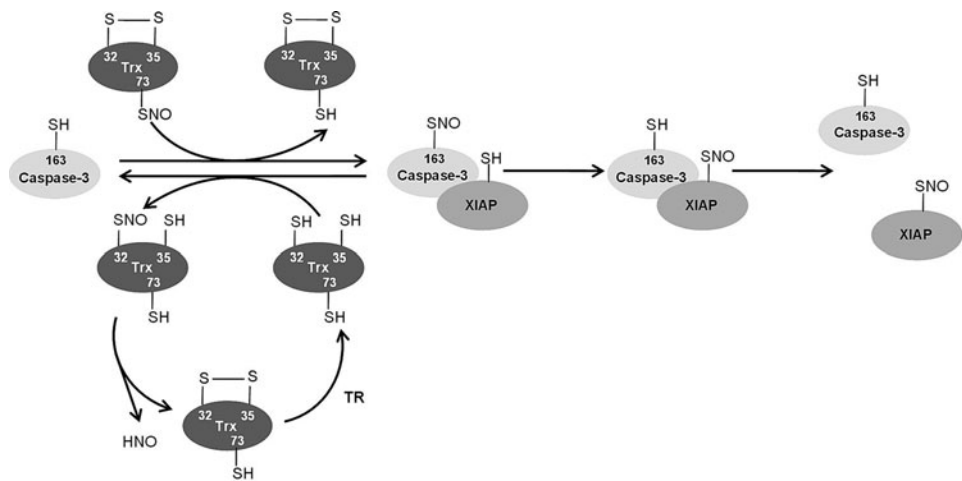 S — S
32 35
Trx
73
SNO
S — S
32 35
Trx
73
SH
SH
163
Caspase-3
SNO
163
Caspase-3
SH
XIAP
SH
163
Caspase-3
SNO
XIAP
SH
163
Caspase-3
SNO
XIAP
SNO SH
32 35
Trx
73
SH
SH SH
32 35
Trx
73
SH
S — S
32 35
Trx
73
SH
HNO
TR